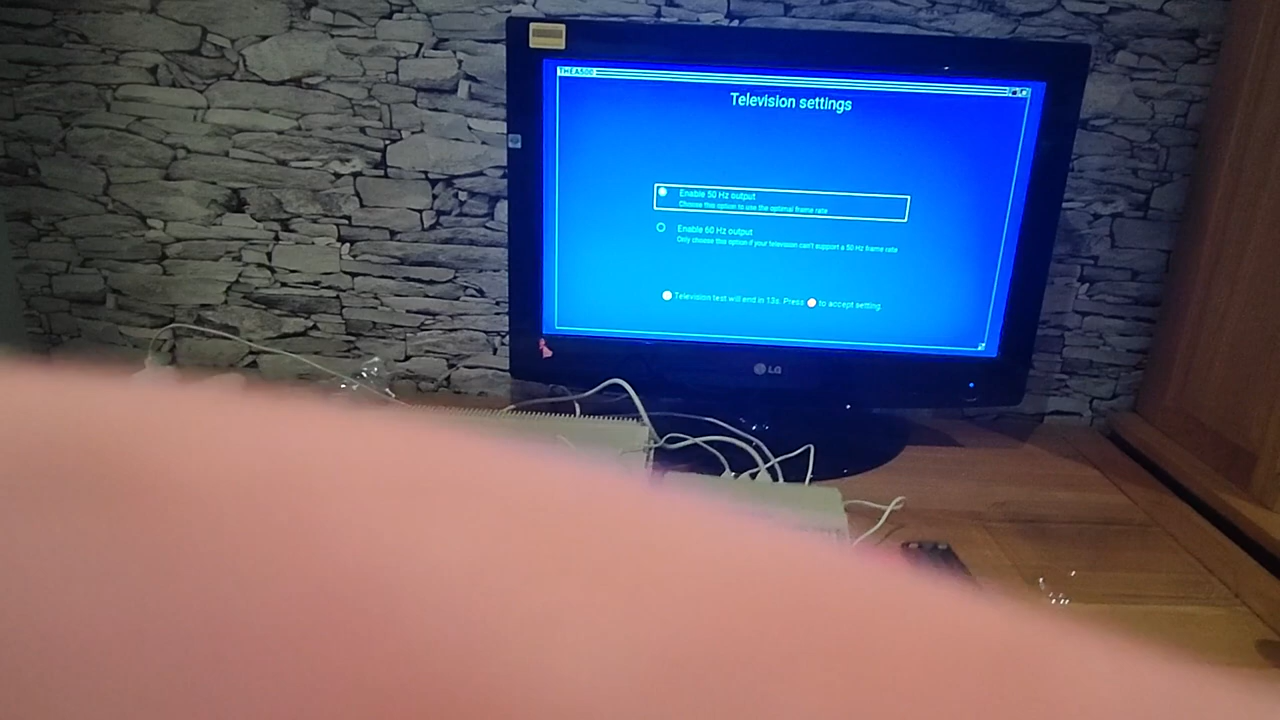 THEA500
Television settings
Enable 50 Hz output
Choose this option to use the optimal frame rate
Enable 60 Hz output
Only choose this option if your television can't support a 50 Hz frame rate
Television test will end in 13s. Press to accept setting.
LG